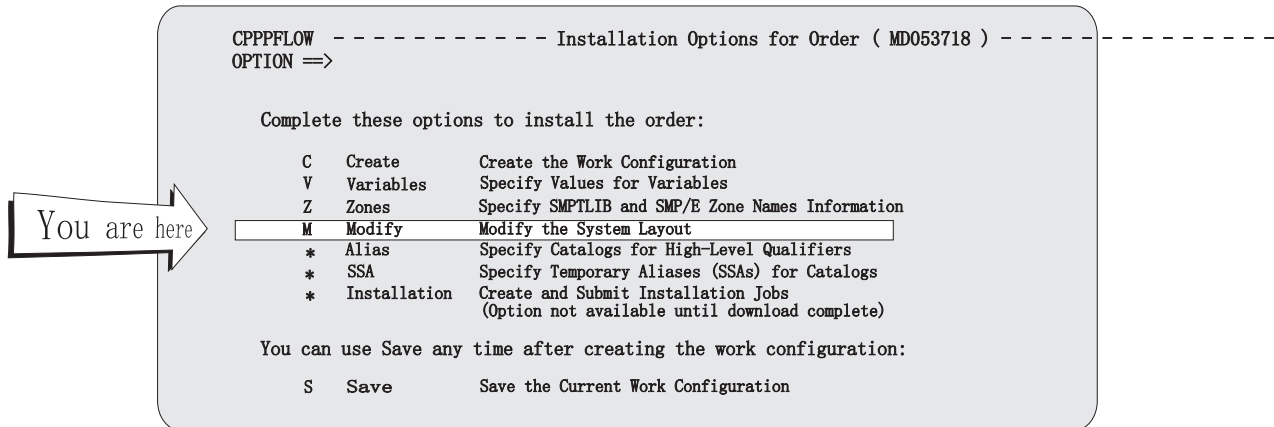 CPPPFLOW - - - - - - - - - - - - Installation Options for Order ( MD053718 ) - - - - - - - - - - - - - - - -
OPTION ==>
Complete these options to install the order:
C Create Create the Work Configuration
V Variables Specify Values for Variables
Z Zones Specify SMPTLIB and SMP/E Zone Names Information
You are here
M Modify Modify the System Layout
* Alias Specify Catalogs for High-Level Qualifiers
* SSA Specify Temporary Aliases (SSAs) for Catalogs
* Installation Create and Submit Installation Jobs
(Option not available until download complete)
You can use Save any time after creating the work configuration:
S Save Save the Current Work Configuration